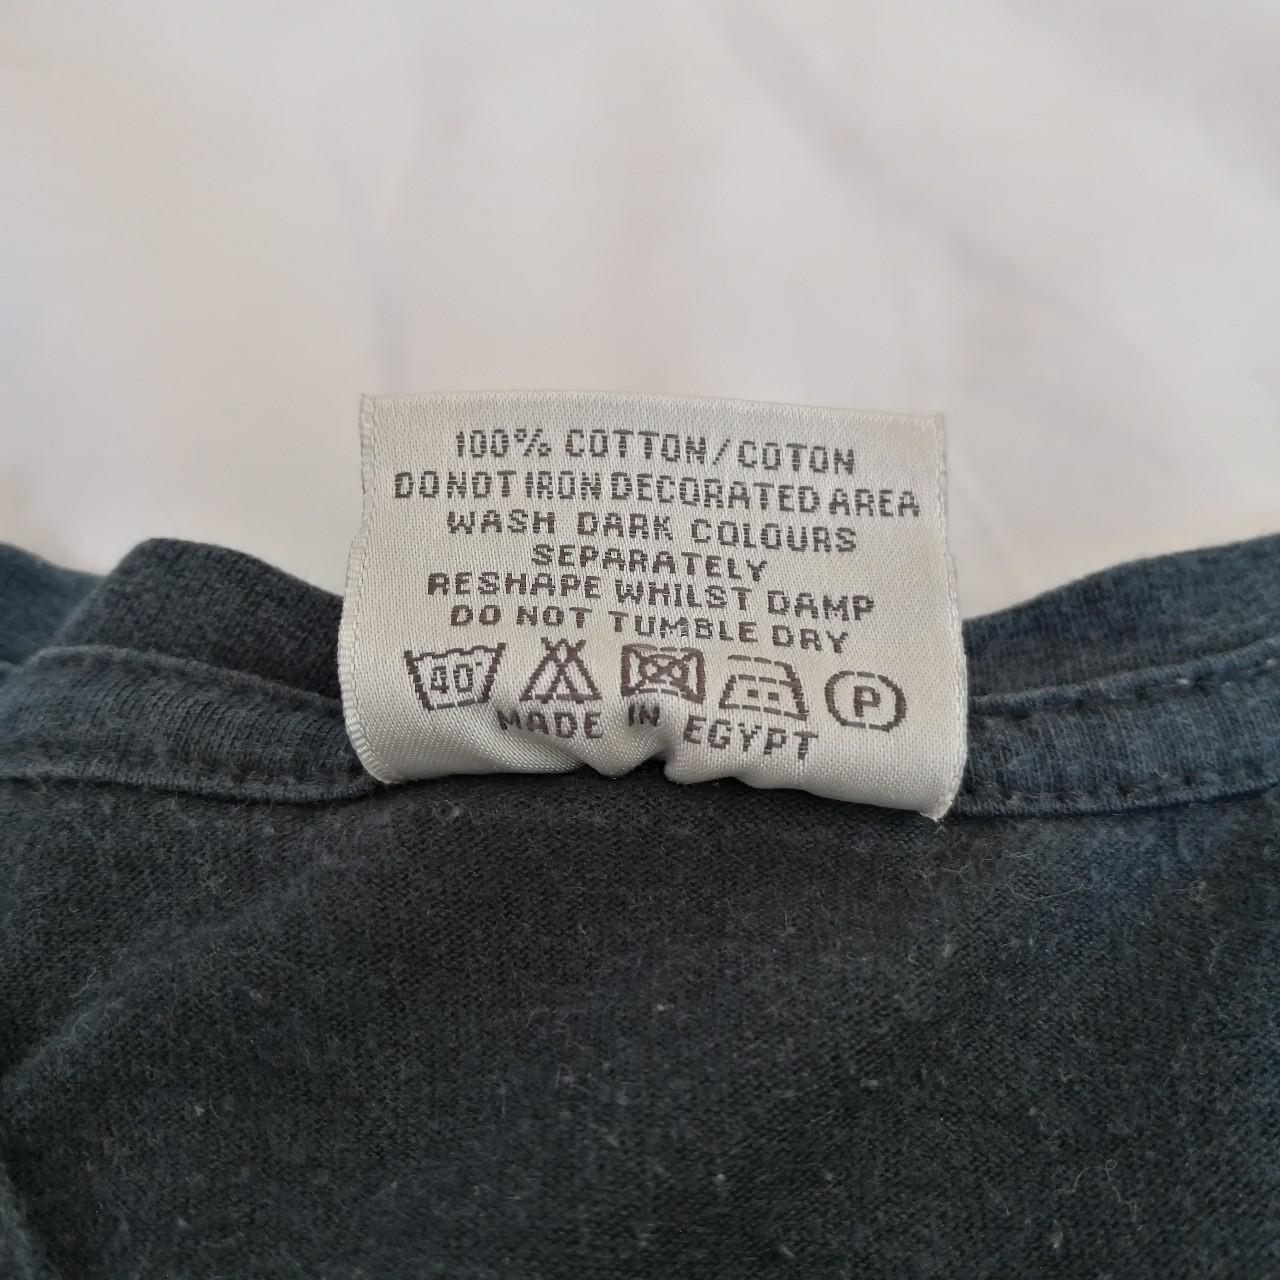 100% COTTON/COTON
DO NOT IRON DECORATED AREA
WASH DARK COLOURS
SEPARATELY
RESHAPE WHILST DAMP
DO NOT TUMBLE DRY
40° P
MADE IN EGYPT